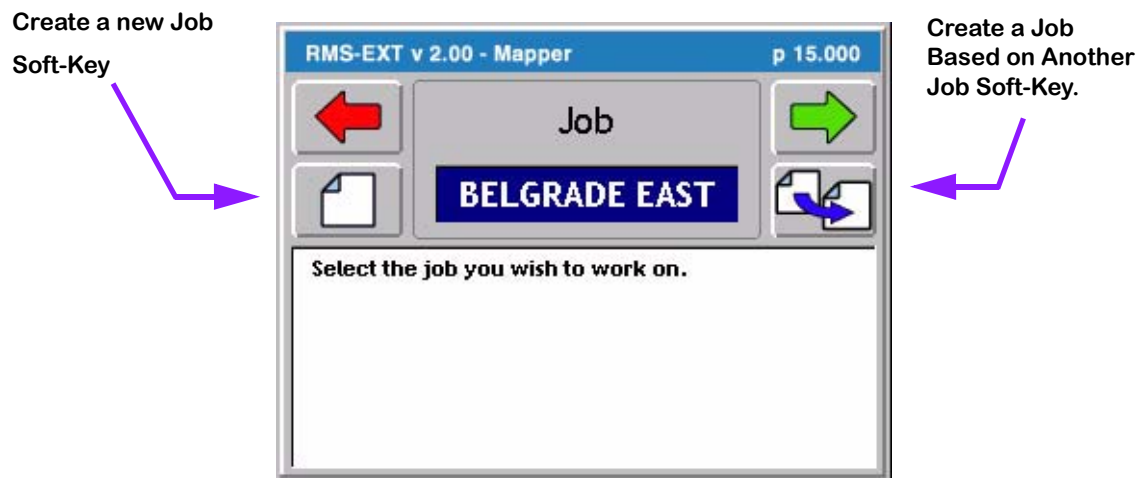 Create a new Job
Soft-Key
Create a Job
Based on Another
Job Soft-Key.
RMS-EXT v 2.00 - Mapper p 15.000
Job
BELGRADE EAST
Select the job you wish to work on.